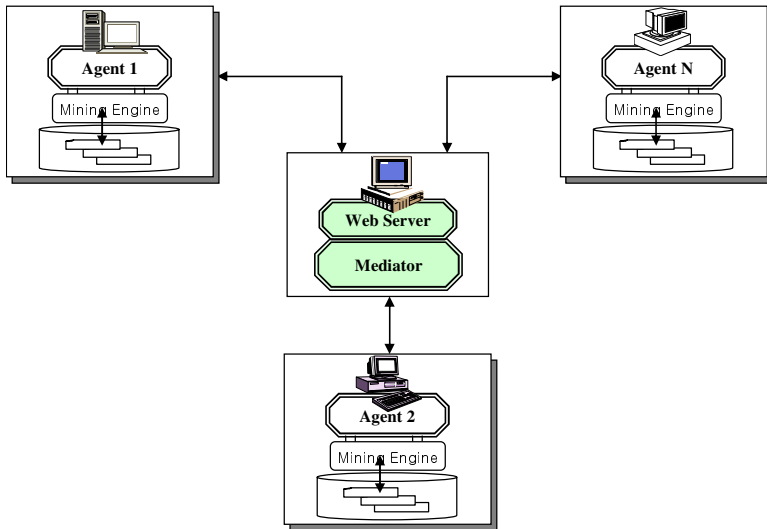 Agent 1
Mining Engine
Agent N
Mining Engine
Web Server
Mediator
Agent 2
Mining Engine